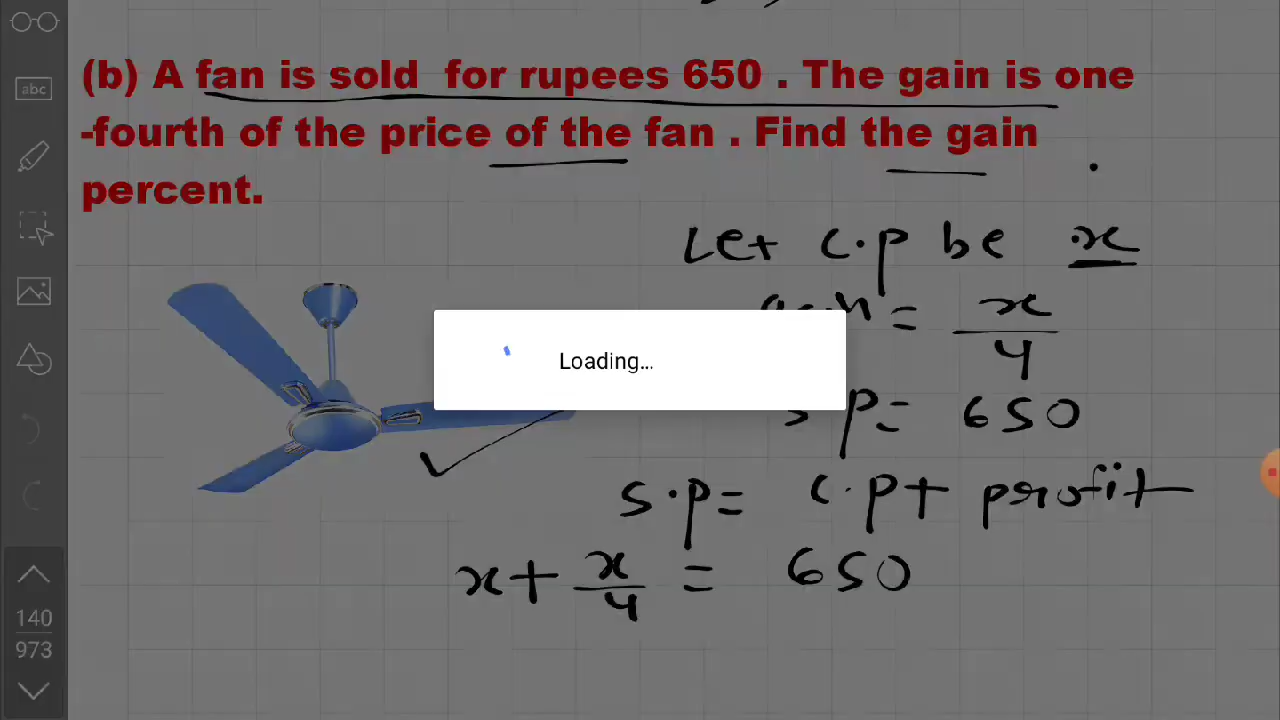 abc
(b) A fan is sold for rupees 650 . The gain is one
-fourth of the price of the fan . Find the gain
percent.
Let C.P be x
= x/4
Loading...
S P= 650
S.P= C.P+ profit
x+ x/4 = 650
140
973